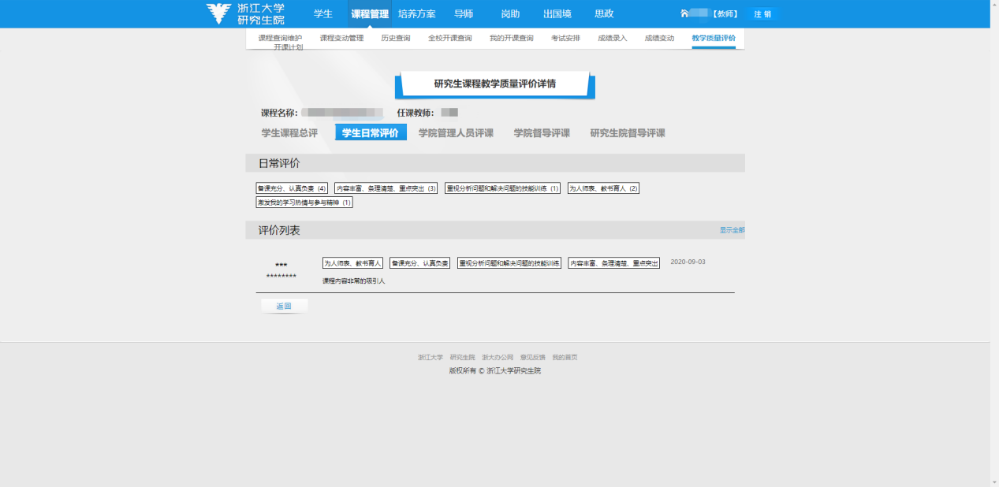 浙江大学
研究生院
学生 课程管理 培养方案 导师 岗助 出国境 思政 【教师】 注 销
课程查询维护 课程变动管理 历史查询 全校开课查询 我的开课查询 考试安排 成绩录入 成绩变动 教学质量评价
开课计划
研究生课程教学质量评价详情
课程名称： 任课教师：
学生课程总评 学生日常评价 学院管理人员评课 学院督导评课 研究生院督导评课
日常评价
备课充分、认真负责 (4) 内容丰富、条理清楚、重点突出 (3) 重视分析问题和解决问题的技能训练 (1) 为人师表、教书育人 (2)
激发我的学习热情与参与精神 (1)
评价列表 显示全部
*** 为人师表、教书育人 备课充分、认真负责 重视分析问题和解决问题的技能训练 内容丰富、条理清楚、重点突出 2020-09-03
********
课程内容非常的吸引人
返回
浙江大学 研究生院 浙大办公网 意见反馈 我的首页
版权所有 © 浙江大学研究生院